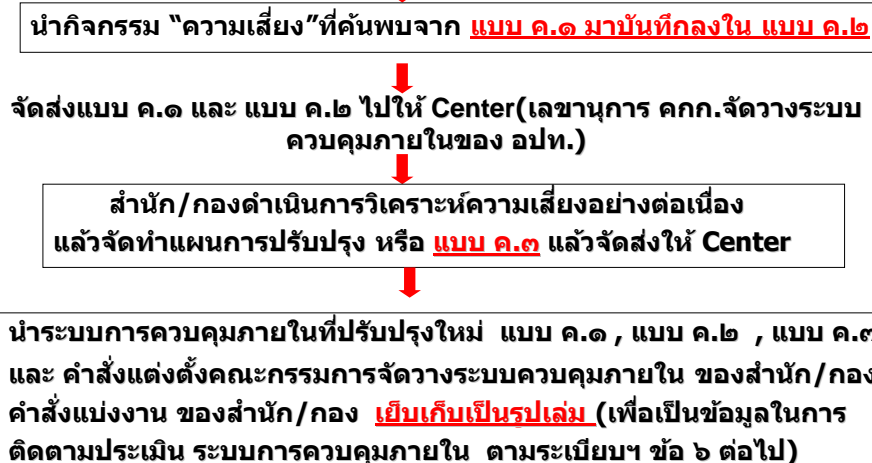 นำกิจกรรม “ความเสี่ยง”ที่ค้นพบจาก แบบ ค.๑ มาบันทึกลงใน แบบ ค.๒
จัดส่งแบบ ค.๑ และ แบบ ค.๒ ไปให้ Center(เลขานุการ คกก.จัดวางระบบ
ควบคุมภายในของ อปท.)
สำนัก/กองดำเนินการวิเคราะห์ความเสี่ยงอย่างต่อเนื่อง
แล้วจัดทำแผนการปรับปรุง หรือ แบบ ค.๓ แล้วจัดส่งให้ Center
นำระบบการควบคุมภายในที่ปรับปรุงใหม่ แบบ ค.๑ , แบบ ค.๒ , แบบ ค.๓
และ คำสั่งแต่งตั้งคณะกรรมการจัดวางระบบควบคุมภายใน ของสำนัก/กอง
คำสั่งแบ่งงาน ของสำนัก/กอง เย็บเก็บเป็นรูปเล่ม (เพื่อเป็นข้อมูลในการ
ติดตามประเมิน ระบบการควบคุมภายใน ตามระเบียบฯ ข้อ ๖ ต่อไป)